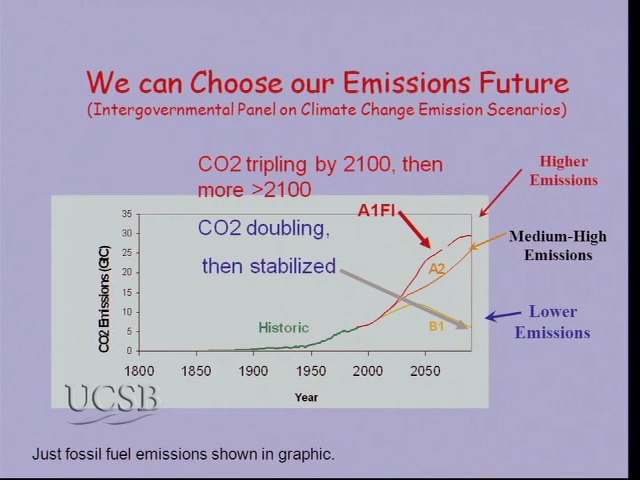 We can Choose our Emissions Future
(Intergovernmental Panel on Climate Change Emission Scenarios)
CO2 tripling by 2100, then
more >2100
Higher
Emissions
A1FI
CO2 doubling,
then stabilized
Medium-High
Emissions
A2
Lower
Emissions
B1
Historic
CO2 Emissions (GtC)
35
30
25
20
15
10
5
0
1800 1850 1900 1950 2000 2050
Year
UCSB
Just fossil fuel emissions shown in graphic.